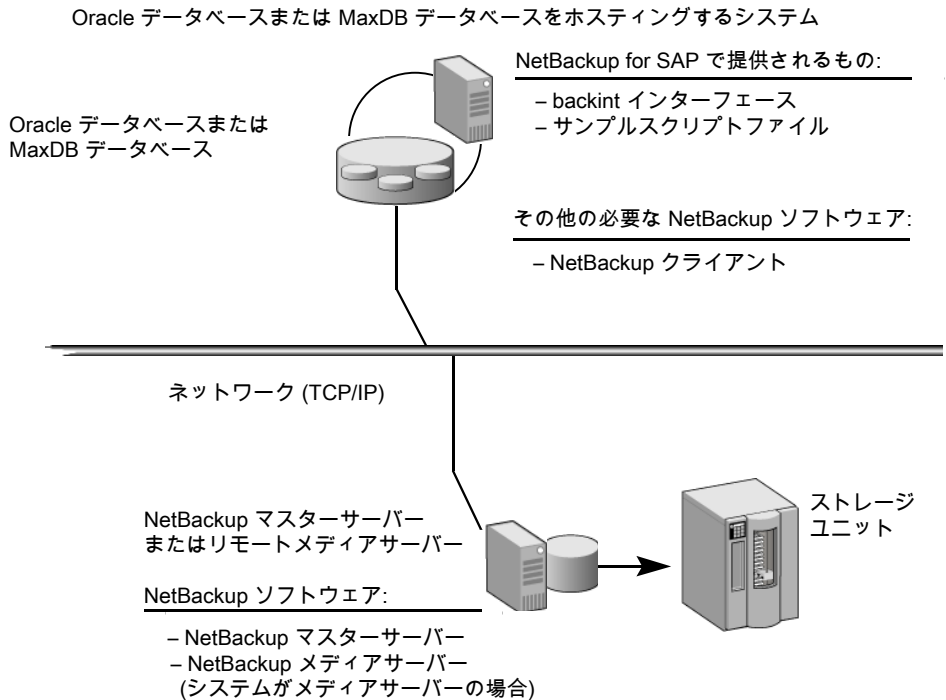 Oracle データベースまたは MaxDB データベースをホスティングするシステム
NetBackup for SAP で提供されるもの:
– backint インターフェース
– サンプルスクリプトファイル
Oracle データベースまたは
MaxDB データベース
その他の必要な NetBackup ソフトウェア:
– NetBackup クライアント
ネットワーク (TCP/IP)
ストレージ
ユニット
NetBackup マスターサーバー
またはリモートメディアサーバー
NetBackup ソフトウェア:
– NetBackup マスターサーバー
– NetBackup メディアサーバー
(システムがメディアサーバーの場合)